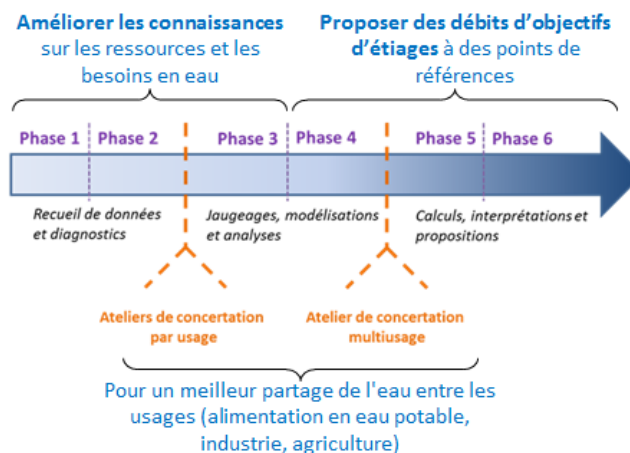 Améliorer les connaissances
sur les ressources et les
besoins en eau
Proposer des débits d’objectifs
d’étiages à des points de
références
Phase 1
Phase 2
Phase 3
Phase 4
Phase 5
Phase 6
Recueil de données
et diagnostics
Jaugeages, modélisations
et analyses
Calculs, interprétations et
propositions
Ateliers de concertation
par usage
Atelier de concertation
multiusage
Pour un meilleur partage de l'eau entre les
usages (alimentation en eau potable,
industrie, agriculture)